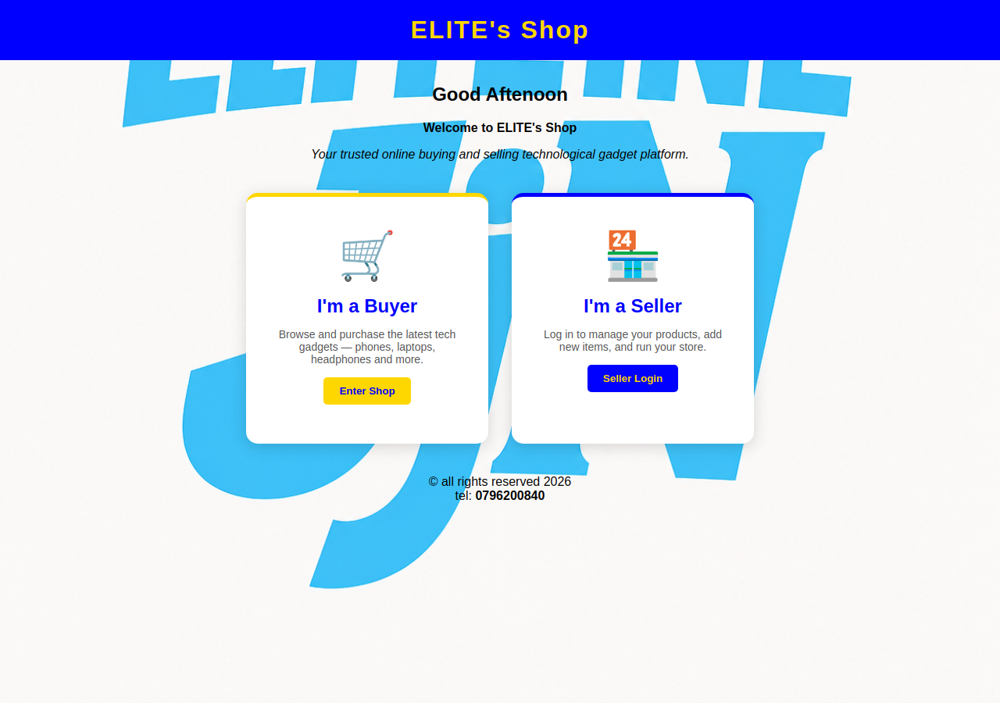 ELITE's Shop
Good Aftenoon
Welcome to ELITE's Shop
Your trusted online buying and selling technological gadget platform.
24
I'm a Buyer
Browse and purchase the latest tech
gadgets — phones, laptops,
headphones and more.
Enter Shop
I'm a Seller
Log in to manage your products, add
new items, and run your store.
Seller Login
© all rights reserved 2026
tel: 0796200840